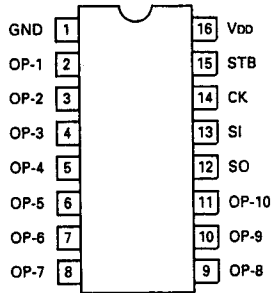 GND 1 16 VDD
OP-1 2 15 STB
OP-2 3 14 CK
OP-3 4 13 SI
OP-4 5 12 SO
OP-5 6 11 OP-10
OP-6 7 10 OP-9
OP-7 8 9 OP-8